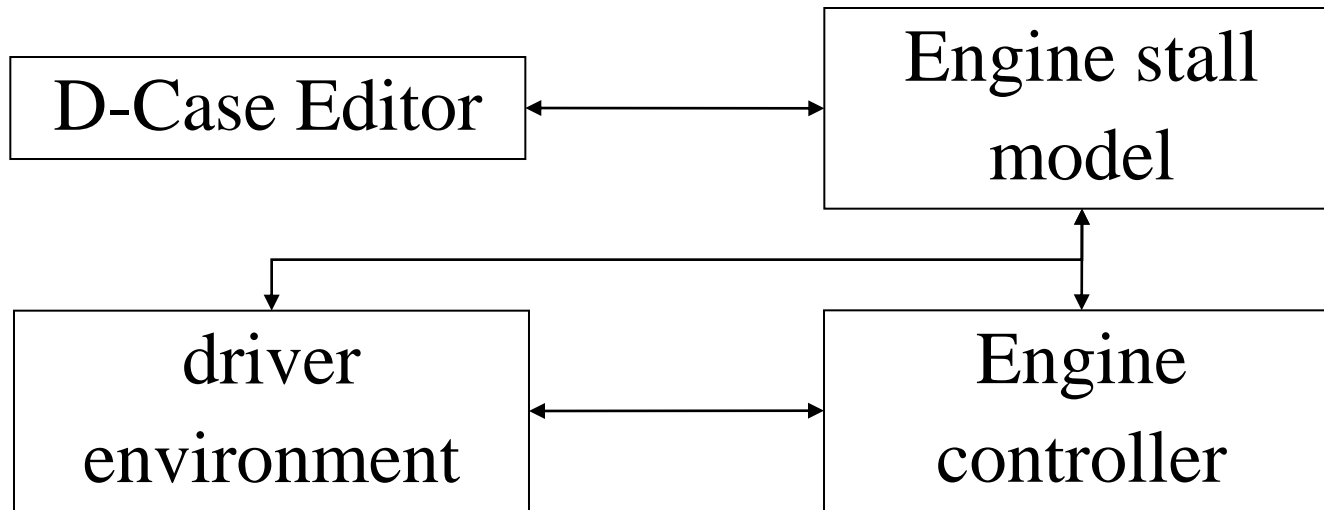 D-Case Editor
Engine stall
model
driver
environment
Engine
controller